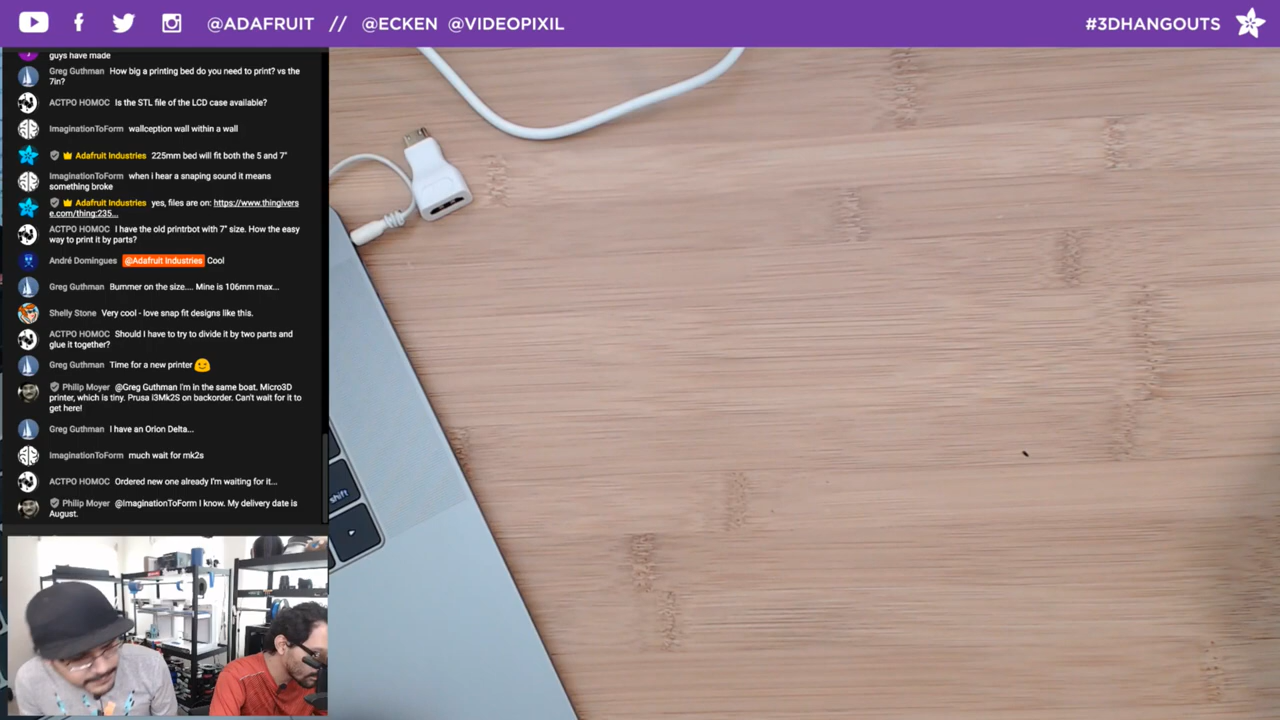 @ADAFRUIT // @ECKEN @VIDEOPIXIL
#3DHANGOUTS
guys have made
Greg Guthman How big a printing bed do you need to print? vs the
7in?
ACTPO HOMOC Is the STL file of the LCD case available?
ImaginationToForm wallception wall within a wall
Adafruit Industries 225mm bed will fit both the 5 and 7"
ImaginationToForm when i hear a snaping sound it means
something broke
Adafruit Industries yes, files are on: https://www.thingivers
e.com/thing:235...
ACTPO HOMOC I have the old printrbot with 7" size. How the easy
way to print it by parts?
André Domingues @Adafruit Industries Cool
Greg Guthman Bummer on the size.... Mine is 106mm max...
Shelly Stone Very cool - love snap fit designs like this.
ACTPO HOMOC Should I have to try to divide it by two parts and
glue it together?
Greg Guthman Time for a new printer
Philip Moyer @Greg Guthman I'm in the same boat. Micro3D
printer, which is tiny. Prusa i3Mk2S on backorder. Can't wait for it to
get here!
Greg Guthman I have an Orion Delta...
ImaginationToForm much wait for mk2s
ACTPO HOMOC Ordered new one already I'm waiting for it...
Philip Moyer @ImaginationToForm I know. My delivery date is
August.
shift